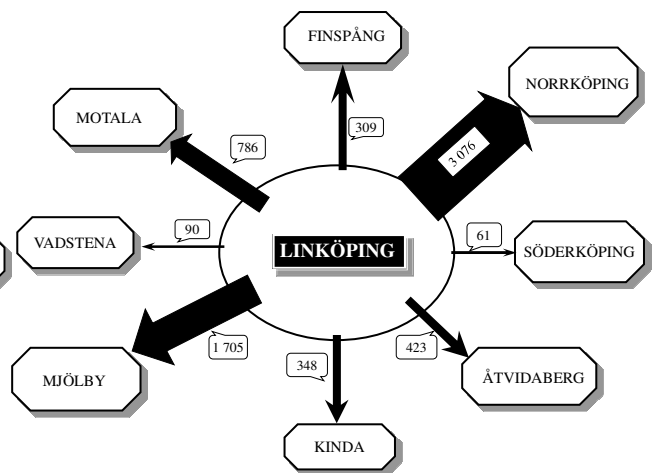 FINSPÅNG
NORRKÖPING
MOTALA
309
786
3 076
VADSTENA
90
LINKÖPING
61
SÖDERKÖPING
MJÖLBY
1 705
348
423
ÅTVIDABERG
KINDA